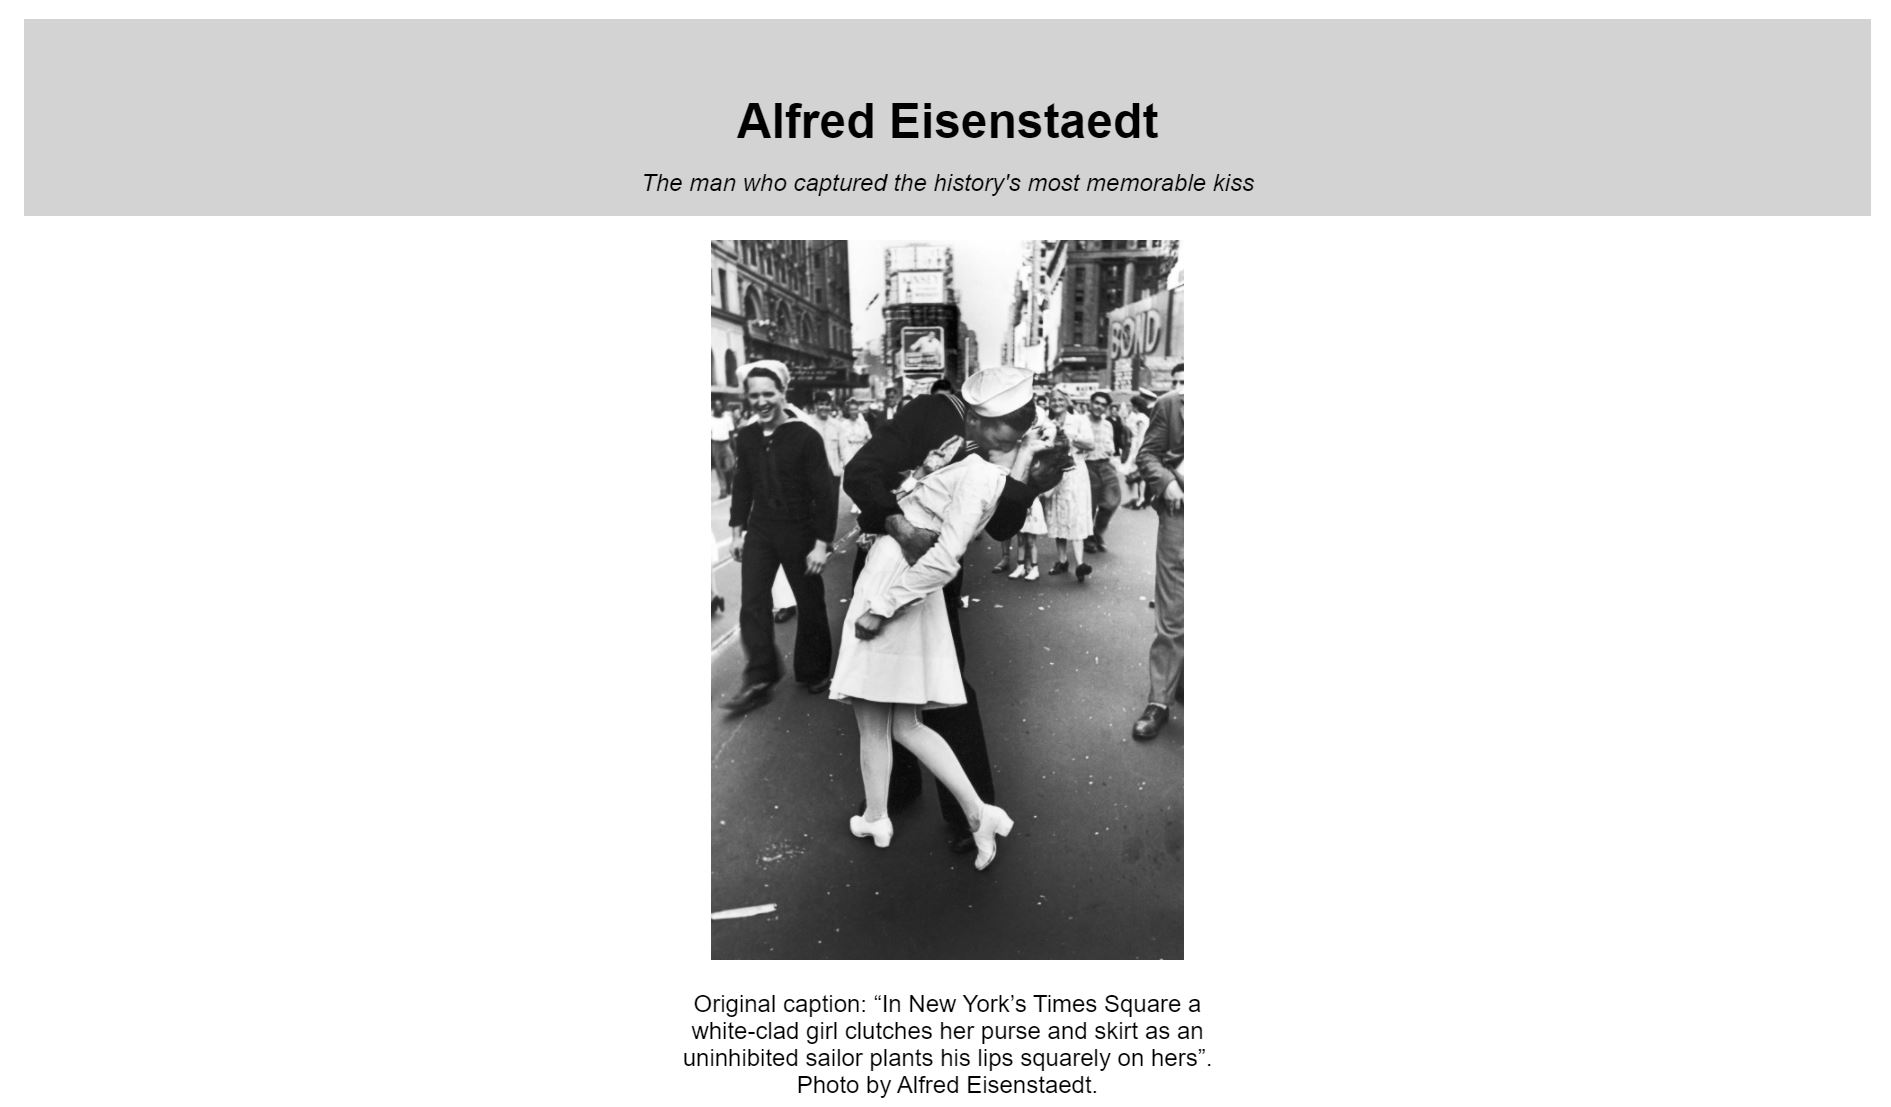 Alfred Eisenstaedt
The man who captured the history's most memorable kiss
KINSEY
BOND
Original caption: “In New York’s Times Square a
white-clad girl clutches her purse and skirt as an
uninhibited sailor plants his lips squarely on hers”.
Photo by Alfred Eisenstaedt.